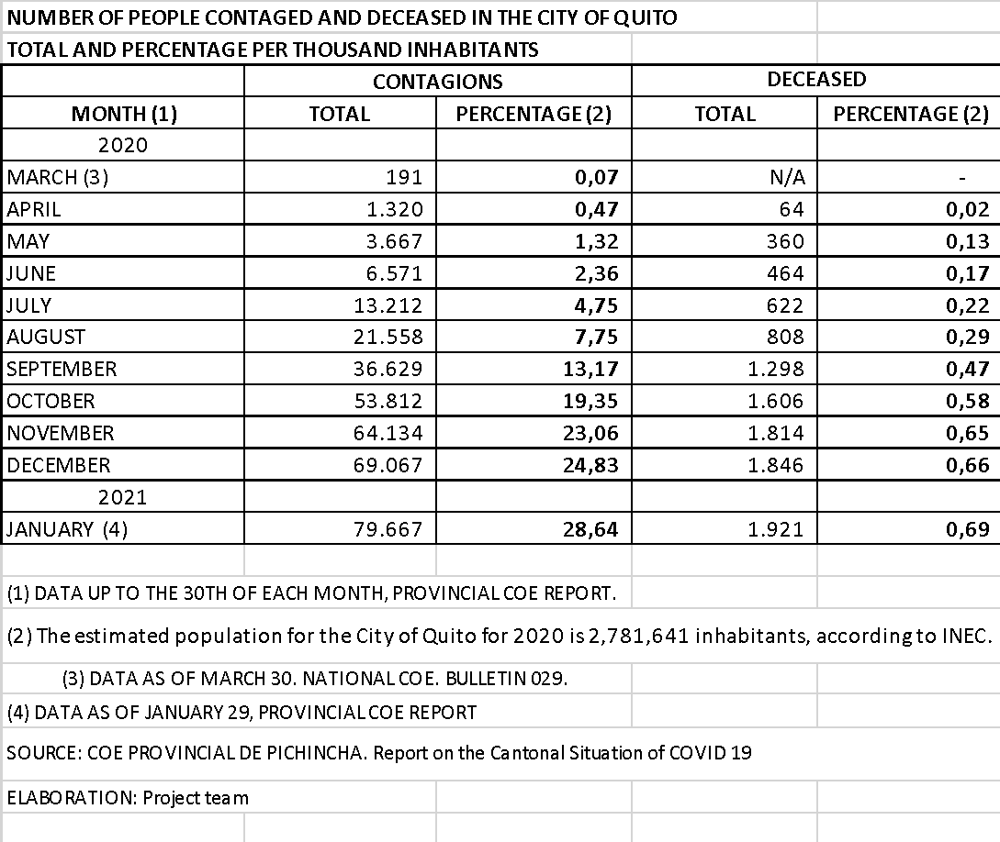 NUMBER OF PEOPLE CONTAGED AND DECEASED IN THE CITY OF QUITO
TOTAL AND PERCENTAGE PER THOUSAND INHABITANTS
CONTAGIONS DECEASED
MONTH (1) TOTAL PERCENTAGE (2) TOTAL PERCENTAGE (2)
2020
MARCH (3) 191 0,07 N/A -
APRIL 1.320 0,47 64 0,02
MAY 3.667 1,32 360 0,13
JUNE 6.571 2,36 464 0,17
JULY 13.212 4,75 622 0,22
AUGUST 21.558 7,75 808 0,29
SEPTEMBER 36.629 13,17 1.298 0,47
OCTOBER 53.812 19,35 1.606 0,58
NOVEMBER 64.134 23,06 1.814 0,65
DECEMBER 69.067 24,83 1.846 0,66
2021
JANUARY (4) 79.667 28,64 1.921 0,69
(1) DATA UP TO THE 30TH OF EACH MONTH, PROVINCIAL COE REPORT.
(2) The estimated population for the City of Quito for 2020 is 2,781,641 inhabitants, according to INEC.
(3) DATA AS OF MARCH 30. NATIONAL COE. BULLETIN 029.
(4) DATA AS OF JANUARY 29, PROVINCIAL COE REPORT
SOURCE: COE PROVINCIAL DE PICHINCHA. Report on the Cantonal Situation of COVID 19
ELABORATION: Project team